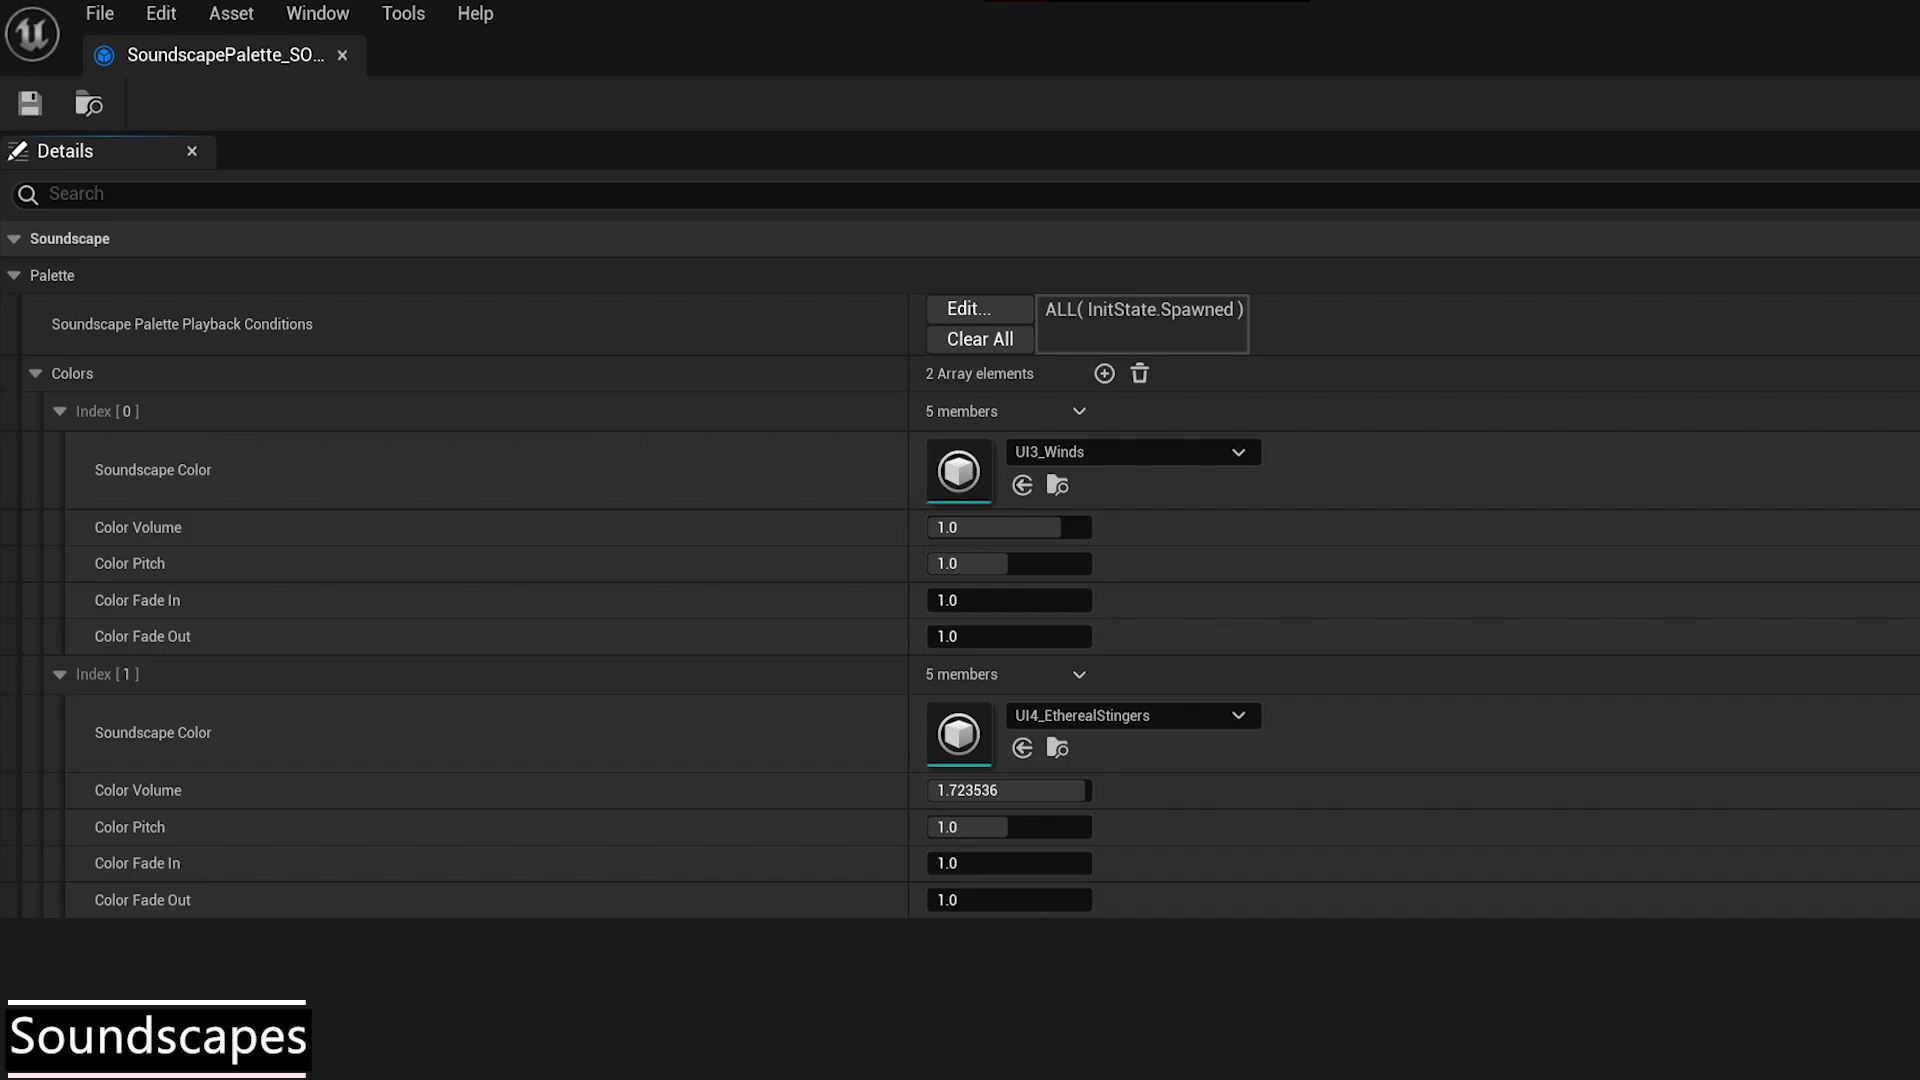 File Edit Asset Window Tools Help
SoundscapePalette_SO...
Details
Search
Soundscape
Palette
Soundscape Palette Playback Conditions
Edit...
Clear All
ALL( InitState.Spawned )
Colors
2 Array elements
Index [ 0 ]
5 members
Soundscape Color
UI3_Winds
Color Volume
1.0
Color Pitch
1.0
Color Fade In
1.0
Color Fade Out
1.0
Index [ 1 ]
5 members
Soundscape Color
UI4_EtherealStingers
Color Volume
1.723536
Color Pitch
1.0
Color Fade In
1.0
Color Fade Out
1.0
Soundscapes